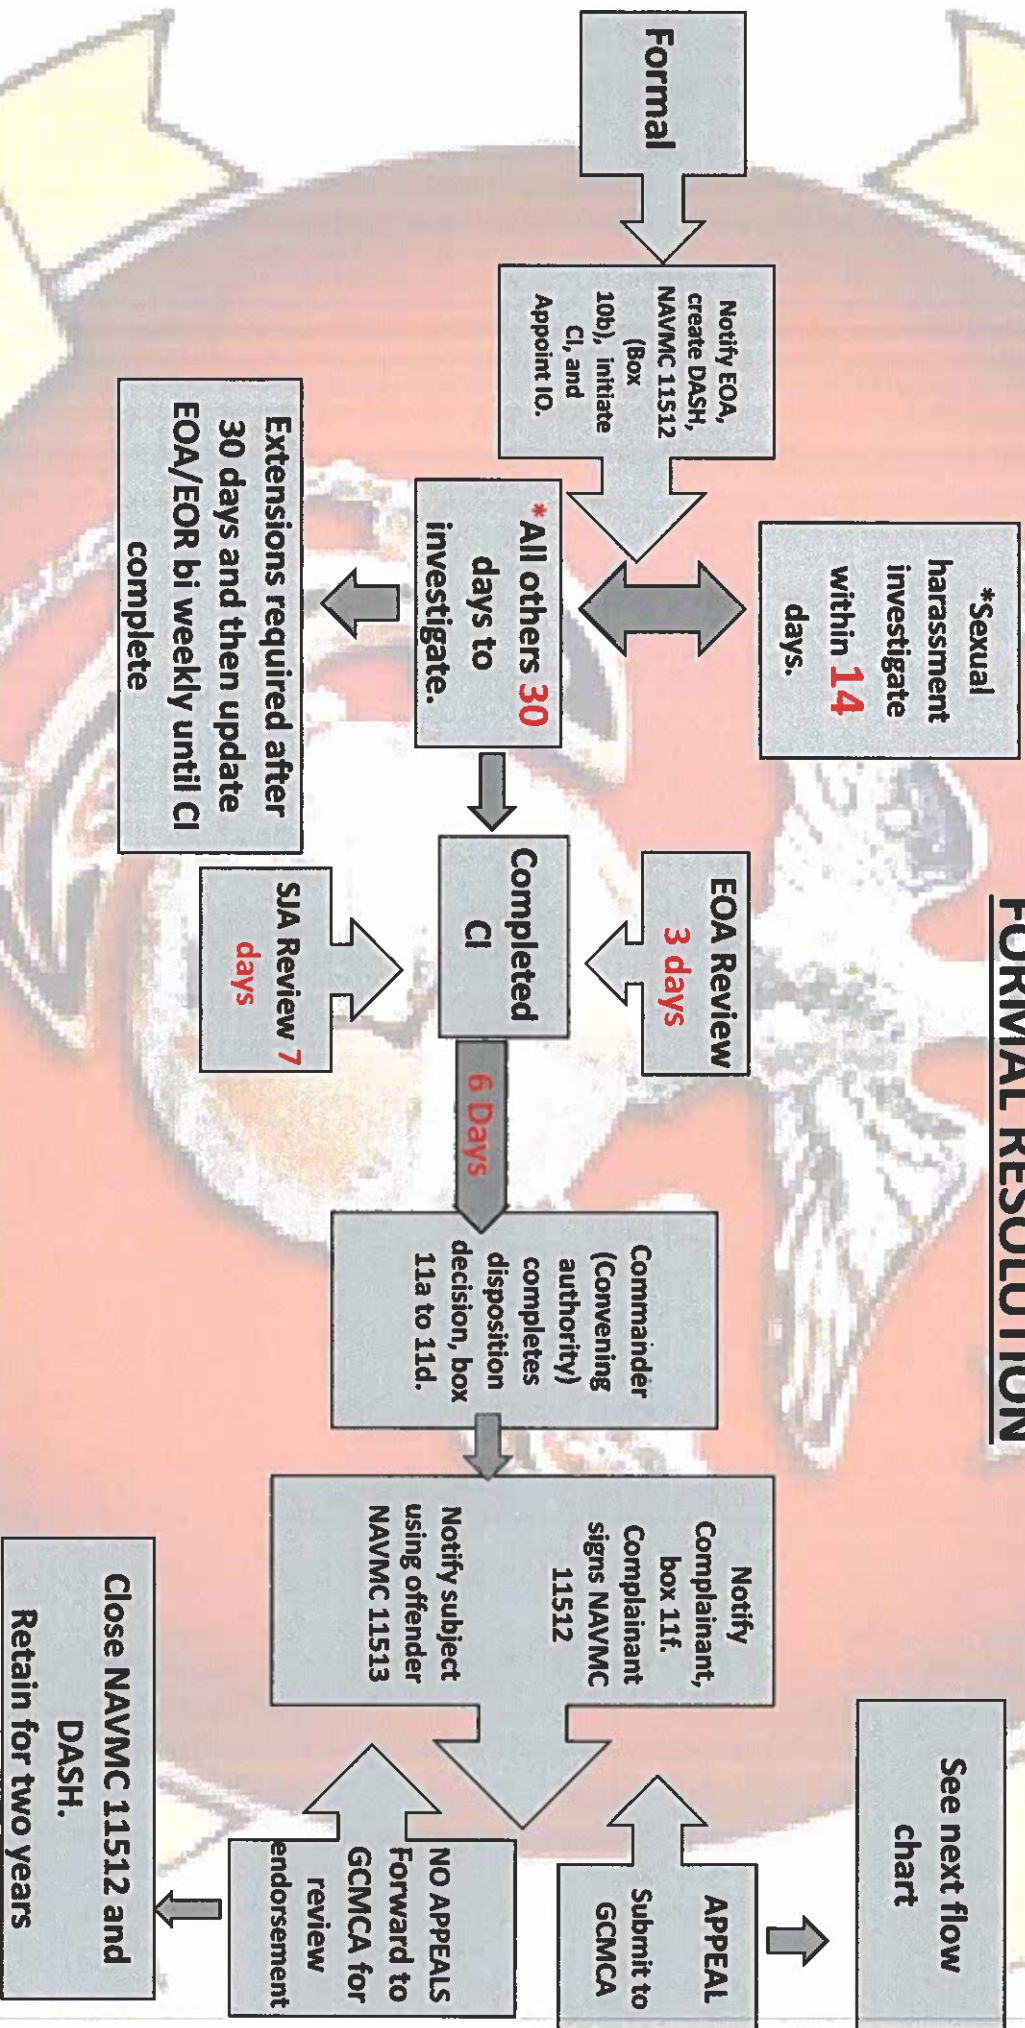 FORMAL RESOLUTION
Formal
Notify EOA,
create DASH,
NAVMC 11512
(Box
10b), initiate
CI, and
Appoint IO.
*Sexual
harassment
investigate
within 14
days.
*All others 30
days to
investigate.
Extensions required after
30 days and then update
EOA/EOR bi weekly until CI
complete
EOA Review
3 days
Completed
CI
SJA Review 7
days
6 Days
Commander
(Convening
authority)
completes
disposition
decision, box
11a to 11d.
Notify
Complainant,
box 11f.
Complainant
signs NAVMC
11512
Notify subject
using offender
NAVMC 11513
See next flow
chart
APPEAL
Submit to
GCMCA
NO APPEALS
Forward to
GCMCA for
review
endorsement
Close NAVMC 11512 and
DASH.
Retain for two years